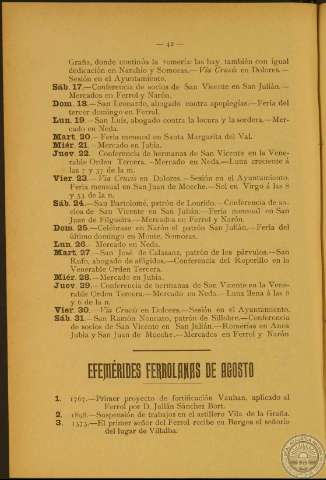 — 42 —
Graña, donde continúa la romería: las hay también con igual
dedicación en Narahío y Somozas.—Via Crucis en Dolores.—
Sesión en el Ayuntamiento.
Sáb. 17.—Conferencia de socios de San Vicente en San Julián.—
Mercados en Ferrol y Narón.
Dom. 18.—San Leonardo, abogado contra apoplegías.—Feria del
tercer domingo en Ferrol.
Lun. 19.—San Luis, abogado contra la locura y la sordera.—Mer-
cado en Neda.
Mart. 20.—Feria mensual en Santa Margarita del Val.
Miér. 21.—Mercado en Jubia.
Juev. 22.—Conferencia de hermanas de San Vicente en la Vene-
rable Orden Tercera.—Mercado en Neda.—Luna creciente á
las 7 y 37 de la n.
Vier. 23.—Via Crucis en Dolores.—Sesión en el Ayuntamiento.
Feria mensual en San Juan de Moeche.—Sol en Virgo á las 8
y 51 de la n.
Sáb. 24.—San Bartolomé, patrón de Lourido.—Conferencia de so-
cios de San Vicente en San Julián.—Feria mensual en San
Juan de Filgueira.—Mercados en Ferrol y Narón.
Dom. 25.—Celébrase en Narón el patrón San Julián.—Feria del
último domingo en Monte, Somozas.
Lun. 26.—Mercado en Neda.
Mart. 27.—San José de Calasanz, patrón de los párvulos.—San
Rufo, abogado de afligidos.—Conferencia del Roperillo en la
Venerable Orden Tercera.
Miér. 28.—Mercado en Jubia.
Juev. 29.—Conferencia de hermanas de San Vicente en la Vene-
rable Orden Tercera.—Mercado en Neda.—Luna llena á las 8
y 6 de la n.
Vier. 30.—Via Crucis en Dolores.—Sesión en el Ayuntamiento.
Sáb. 31.—San Ramón Nonnato, patrón de Sillobre.—Conferencia
de socios de San Vicente en San Julián.—Romerías en Anca
Jubia y San Juan de Moeche.—Mercados en Ferrol y Narón
EFEMÉRIDES FERROLANAS DE AGOSTO
1. 1767.—Primer proyecto de fortificación Vauban, aplicado al
Ferrol por D. Julián Sánchez Bort.
2. 1898.—Suspensión de trabajos en el astillero Vila de la Graña.
3. 1373.—El primer señor del Ferrol recibe en Burgos el señorío
del lugar de Villalba.